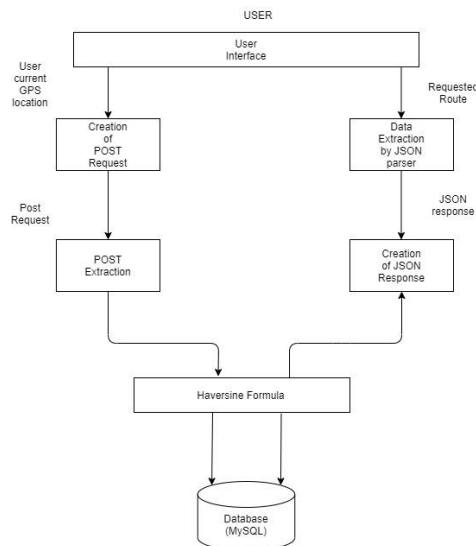 USER
User
Interface
User
current
GPS
location
Requested
Route
Creation
of
POST
Request
Data
Extraction
by JSON
parser
Post
Request
JSON
response
POST
Extraction
Creation
of JSON
Response
Haversine Formula
Database
(MySQL)